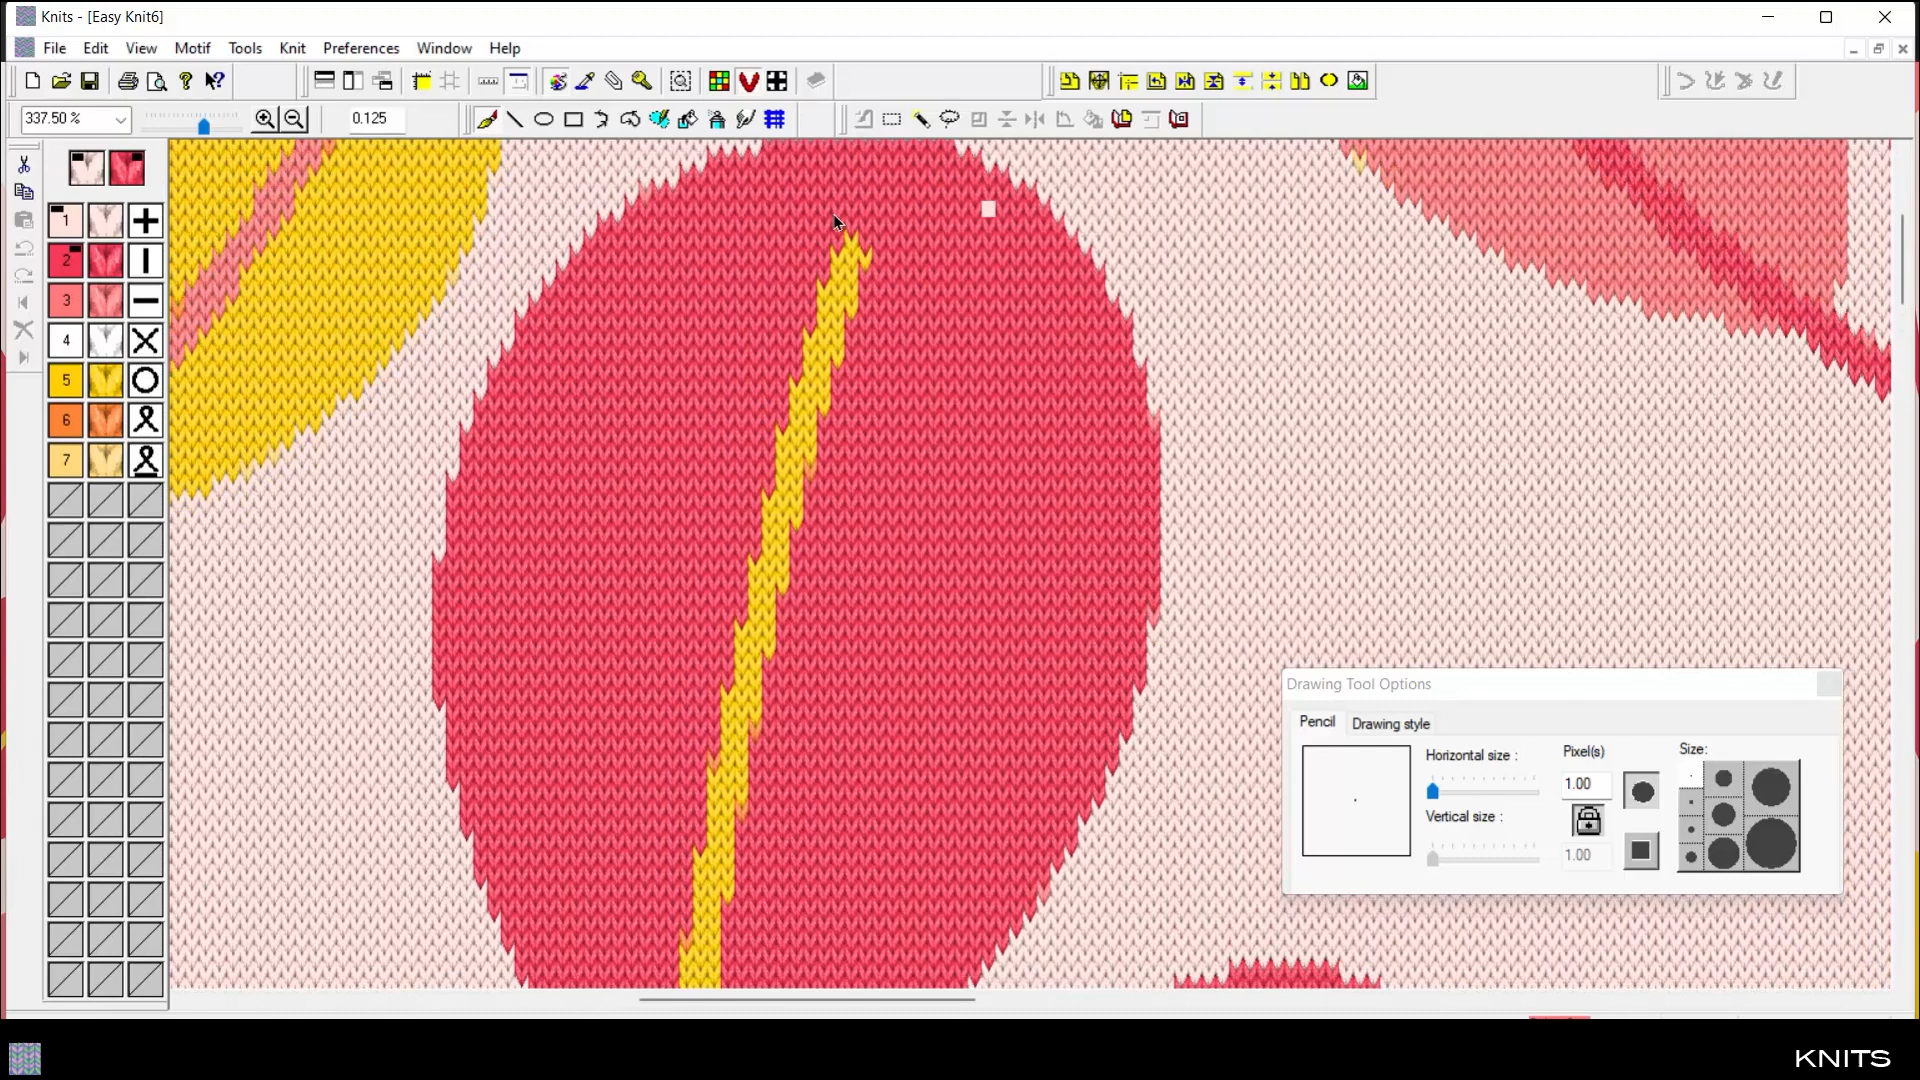 Knits - [Easy Knit6]
File Edit View Motif Tools Knit Preferences Window Help
337.50 %
0.125
1
2
3
4
5
6
7
Drawing Tool Options
Pencil Drawing style
Horizontal size : Pixel(s) Size:
1.00
Vertical size :
1.00
KNITS